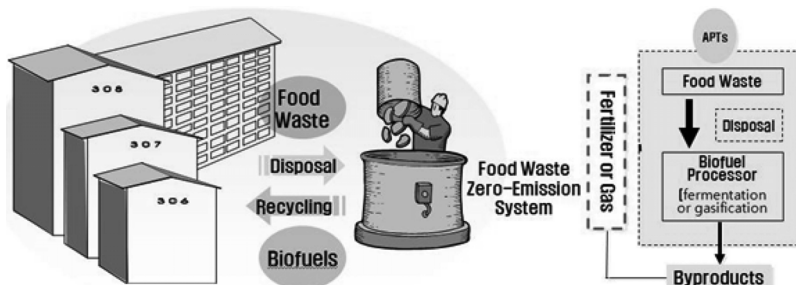 308
307
306
Food
Waste
Disposal
Recycling
Biofuels
Food Waste
Zero-Emission
System
Fertilizer or Gas
APTs
Food Waste
Disposal
Biofuel
Processor
[fermentation
or gasification
Byproducts